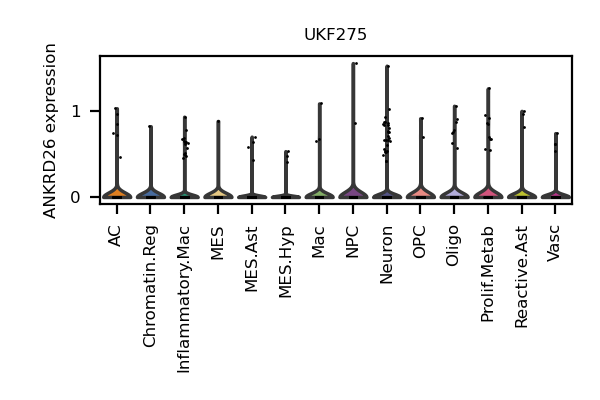 UKF275
ANKRD26 expression
1
0
AC
Chromatin.Reg
Inflammatory.Mac
MES
MES.Ast
MES.Hyp
Mac
NPC
Neuron
OPC
Oligo
Prolif.Metab
Reactive.Ast
Vasc